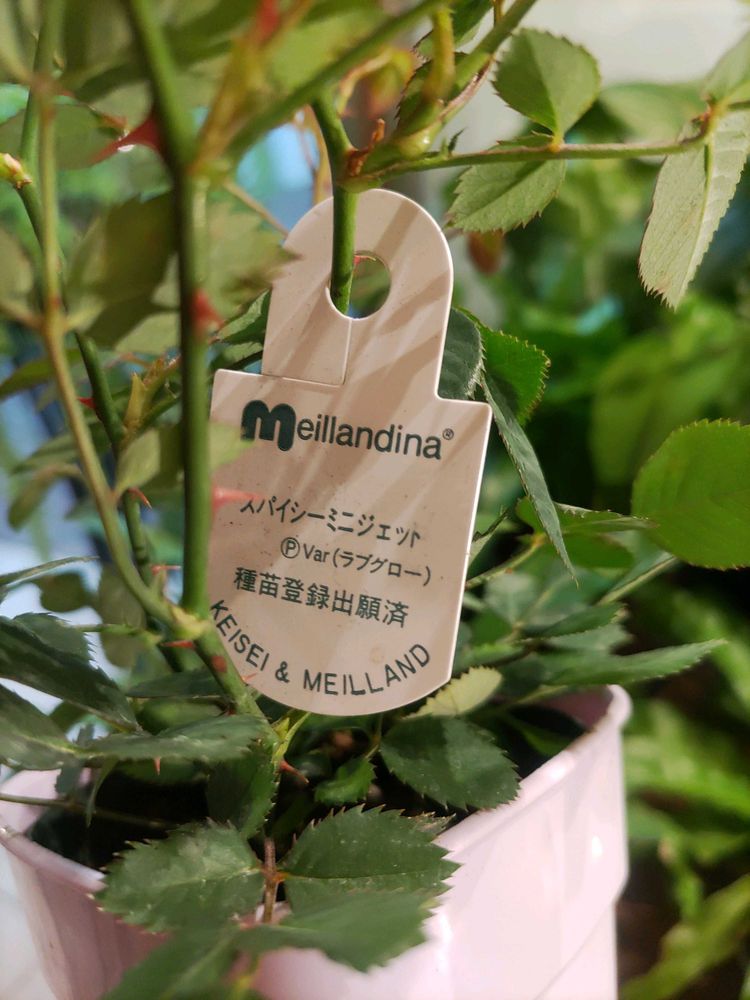 Meillandina®
スパイシーミニジェット
ⓅVar(ラブグロー)
種苗登録出願済
KEISEI & MEILLAND